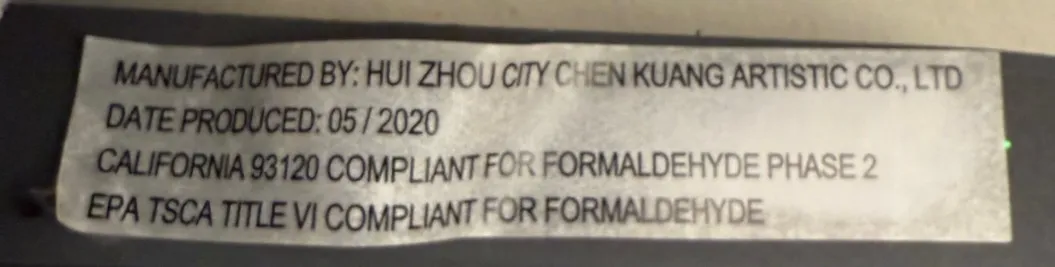 MANUFACTURED BY: HUI ZHOU CITY CHEN KUANG ARTISTIC CO., LTD
DATE PRODUCED: 05 / 2020
CALIFORNIA 93120 COMPLIANT FOR FORMALDEHYDE PHASE 2
EPA TSCA TITLE VI COMPLIANT FOR FORMALDEHYDE